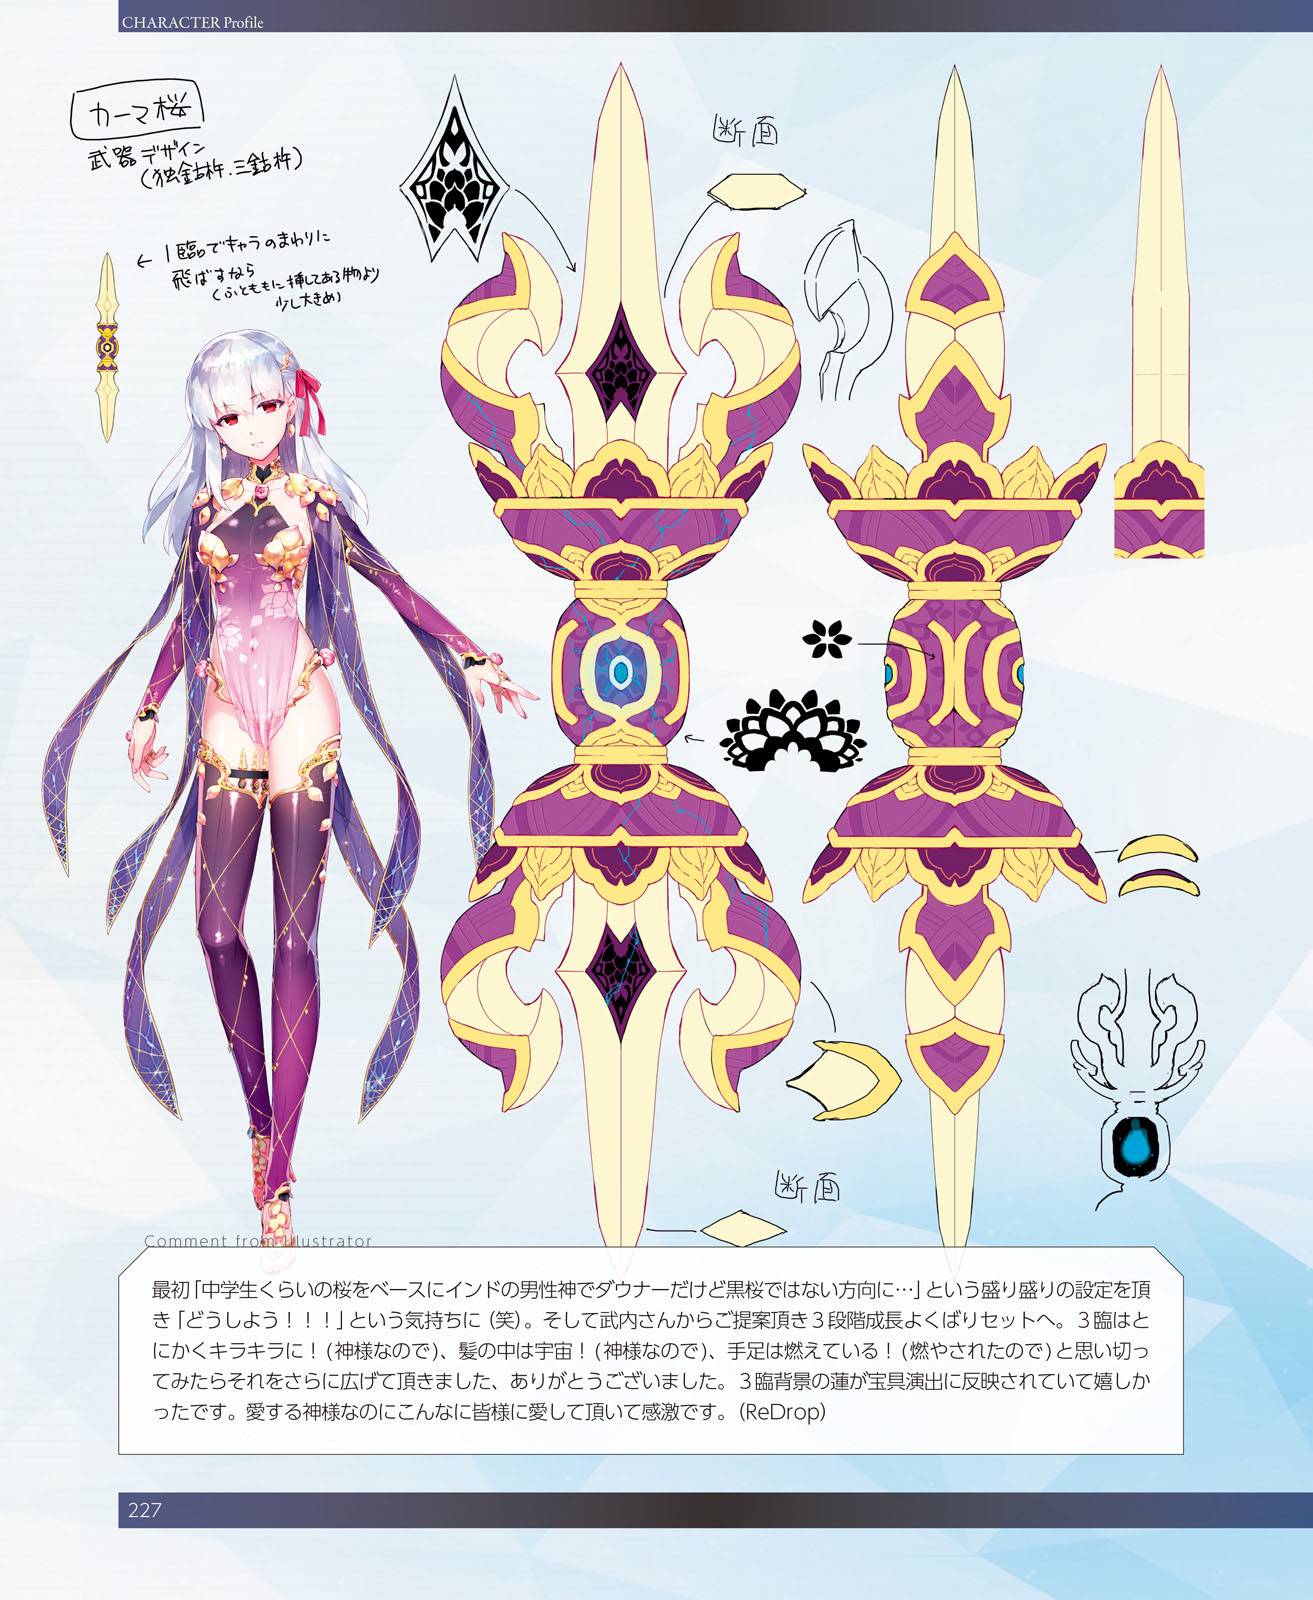 CHARACTER Profile
カーマ桜
武器デザイン
(独鈷杵、三鈷杵)
断面
← 1臨でキャラのまわりに
飛ばすなら
(ふとももに挿してある物より
少し大きめ)
断面
Comment from Illustrator
最初「中学生くらいの桜をベースにインドの男性神でダウナーだけど黒桜ではない方向に…」という盛り盛りの設定を頂
き「どうしよう！！！」という気持ちに（笑）。そして武内さんからご提案頂き３段階成長よくばりセットへ。３臨はと
にかくキラキラに！(神様なので)、髪の中は宇宙！(神様なので)、手足は燃えている！(燃やされたので)と思い切っ
てみたらそれをさらに広げて頂きました、ありがとうございました。３臨背景の蓮が宝具演出に反映されていて嬉しか
ったです。愛する神様なのにこんなに皆様に愛して頂いて感激です。（ReDrop）
227